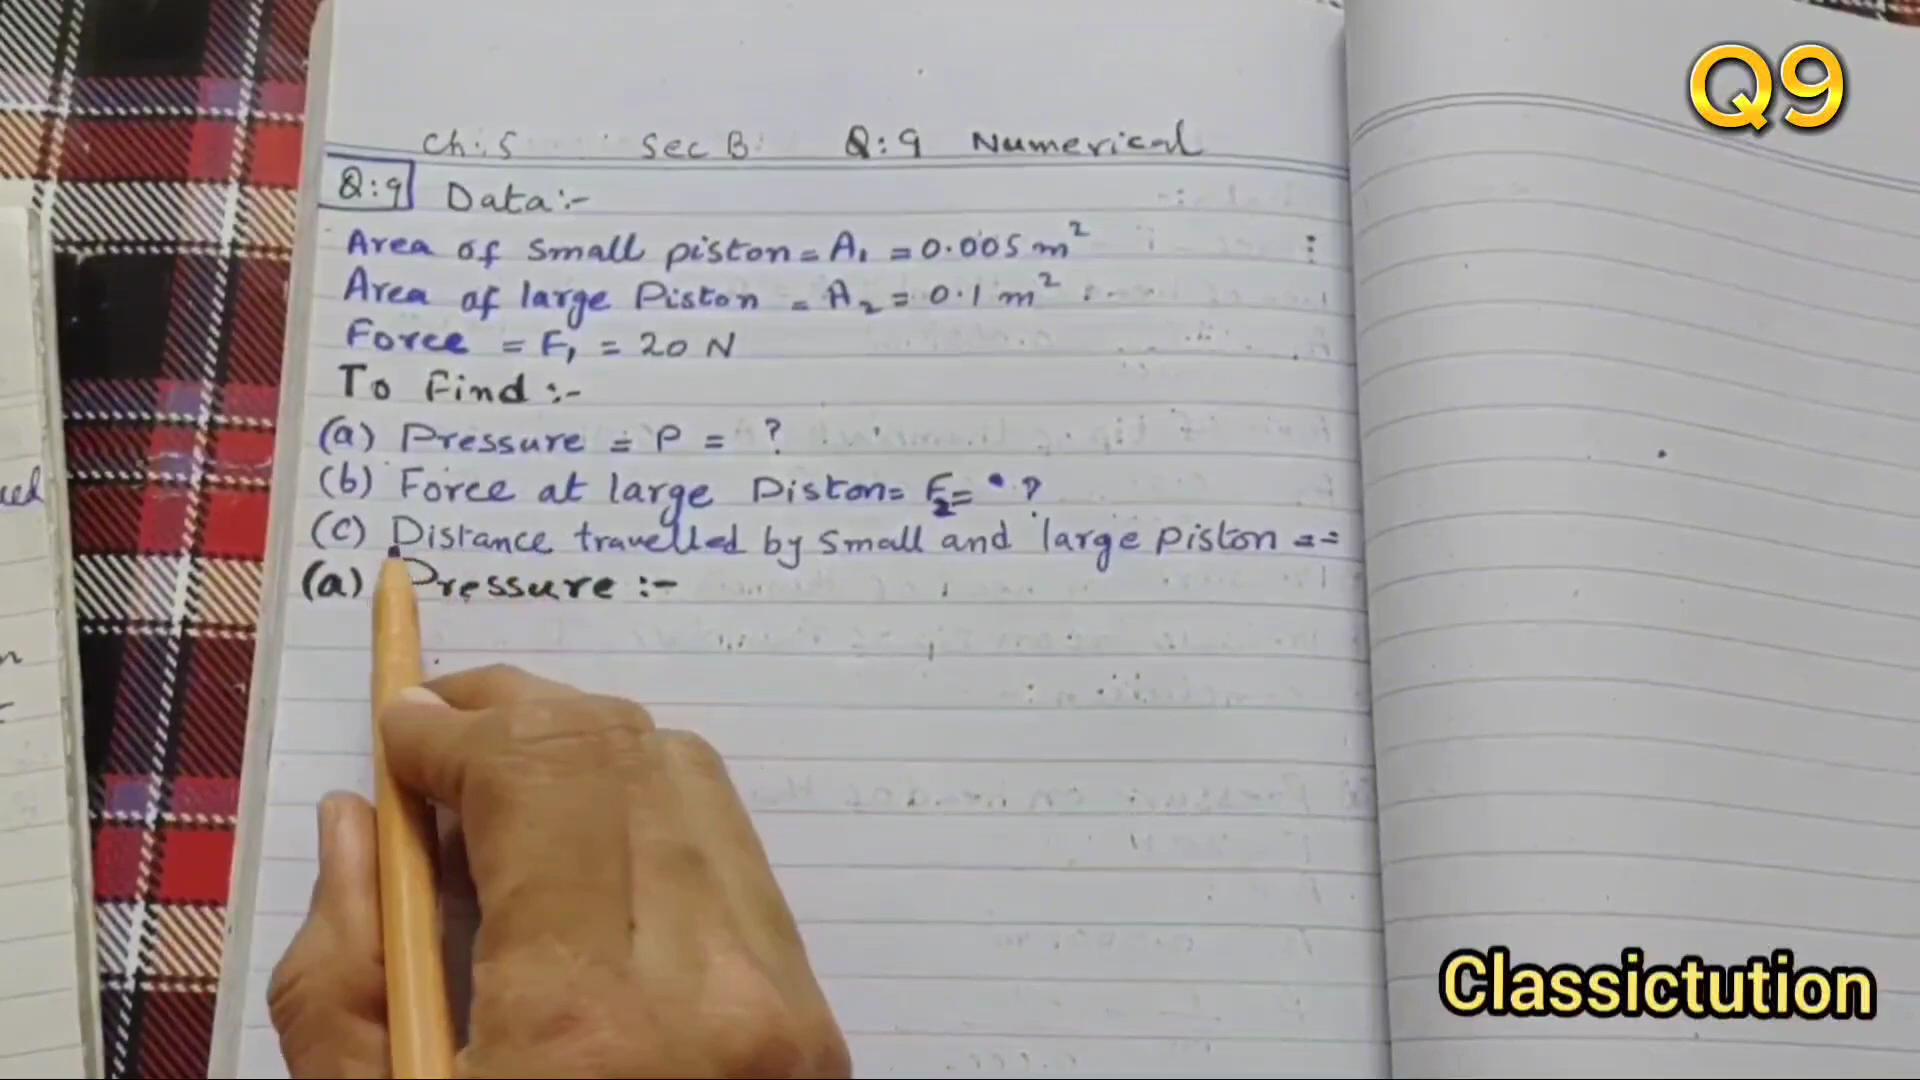 Q9
Ch:5 Sec B: Q:9 Numerical
Q:9 Data:-
Area of small piston = A₁ = 0.005 m²
Area of large Piston = A₂ = 0.1 m²
Force = F₁ = 20 N
To Find :-
(a) Pressure = P = ?
(b) Force at large Piston = F₂ = ?
(c) Distance travelled by small and large piston ==
(a) Pressure :-
Classictution